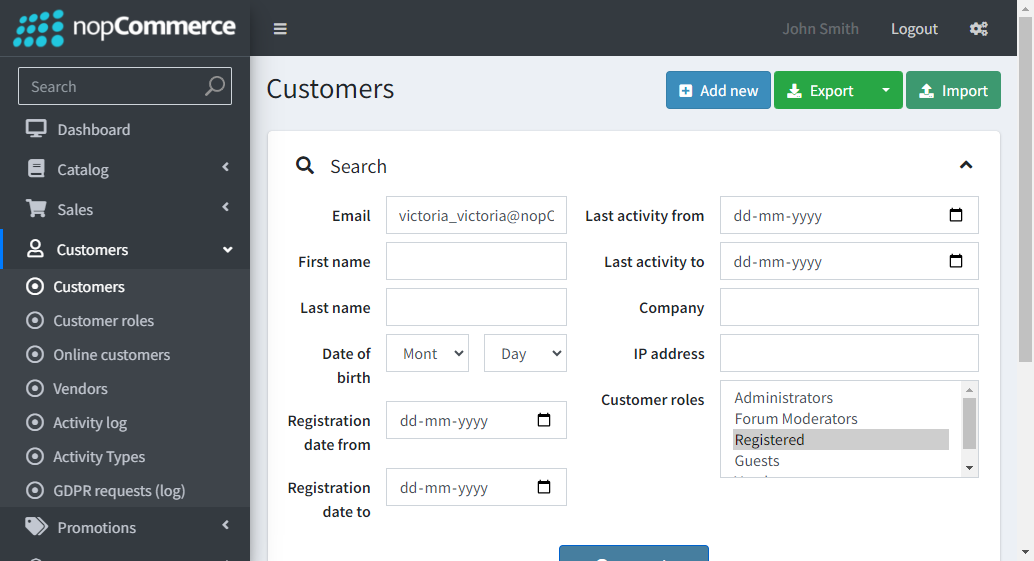 nopCommerce
John Smith
Logout
Search
Dashboard
Catalog
Sales
Customers
Customers
Customer roles
Online customers
Vendors
Activity log
Activity Types
GDPR requests (log)
Promotions
Customers
Add new
Export
Import
Search
Email
victoria_victoria@nopC
First name
Last name
Date of
birth
Mont
Day
Registration
date from
dd-mm-yyyy
Registration
date to
dd-mm-yyyy
Last activity from
dd-mm-yyyy
Last activity to
dd-mm-yyyy
Company
IP address
Customer roles
Administrators
Forum Moderators
Registered
Guests